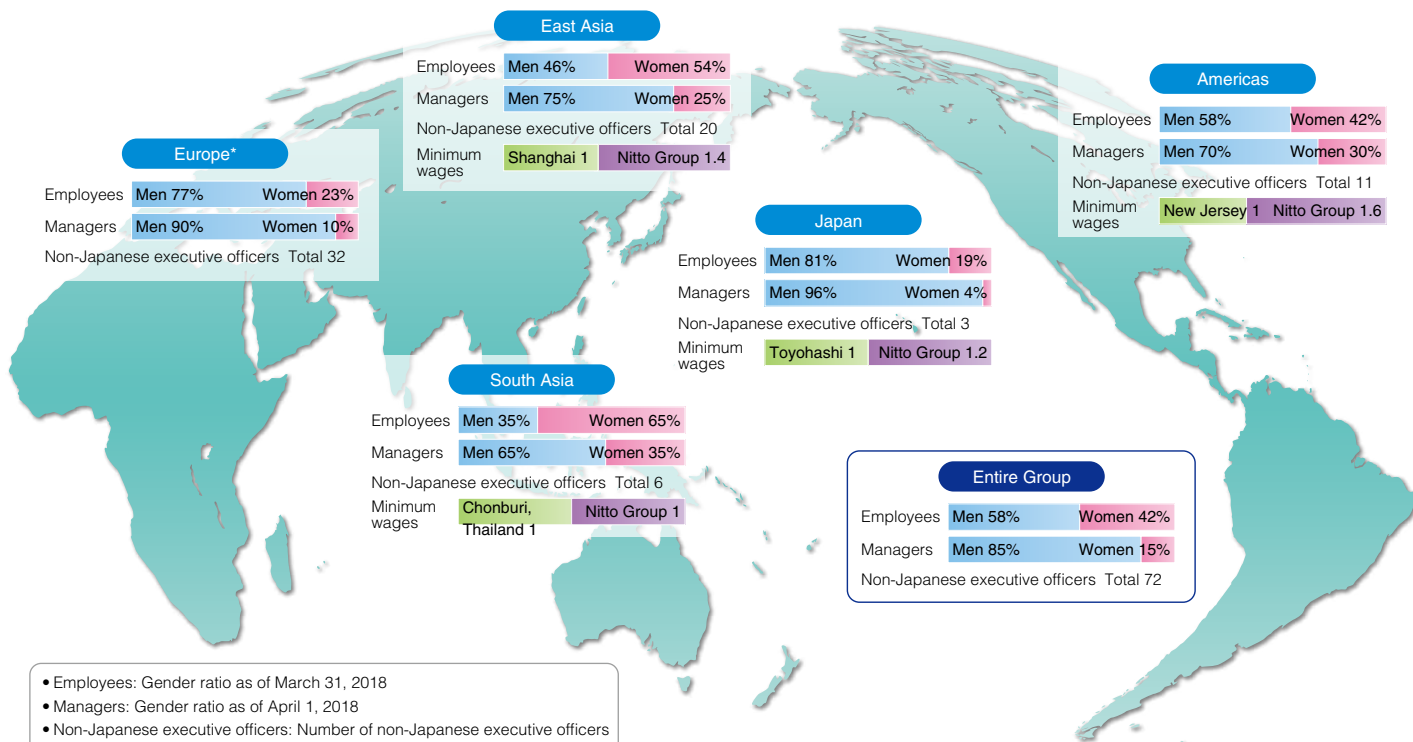 East Asia
Employees Men 46% Women 54%
Managers Men 75% Women 25%
Non-Japanese executive officers Total 20
Minimum wages Shanghai 1 Nitto Group 1.4
Americas
Employees Men 58% Women 42%
Managers Men 70% Women 30%
Non-Japanese executive officers Total 11
Minimum wages New Jersey 1 Nitto Group 1.6
Europe*
Employees Men 77% Women 23%
Managers Men 90% Women 10%
Non-Japanese executive officers Total 32
Japan
Employees Men 81% Women 19%
Managers Men 96% Women 4%
Non-Japanese executive officers Total 3
Minimum wages Toyohashi 1 Nitto Group 1.2
South Asia
Employees Men 35% Women 65%
Managers Men 65% Women 35%
Non-Japanese executive officers Total 6
Minimum wages Chonburi, Thailand 1 Nitto Group 1
Entire Group
Employees Men 58% Women 42%
Managers Men 85% Women 15%
Non-Japanese executive officers Total 72
• Employees: Gender ratio as of March 31, 2018
• Managers: Gender ratio as of April 1, 2018
• Non-Japanese executive officers: Number of non-Japanese executive officers